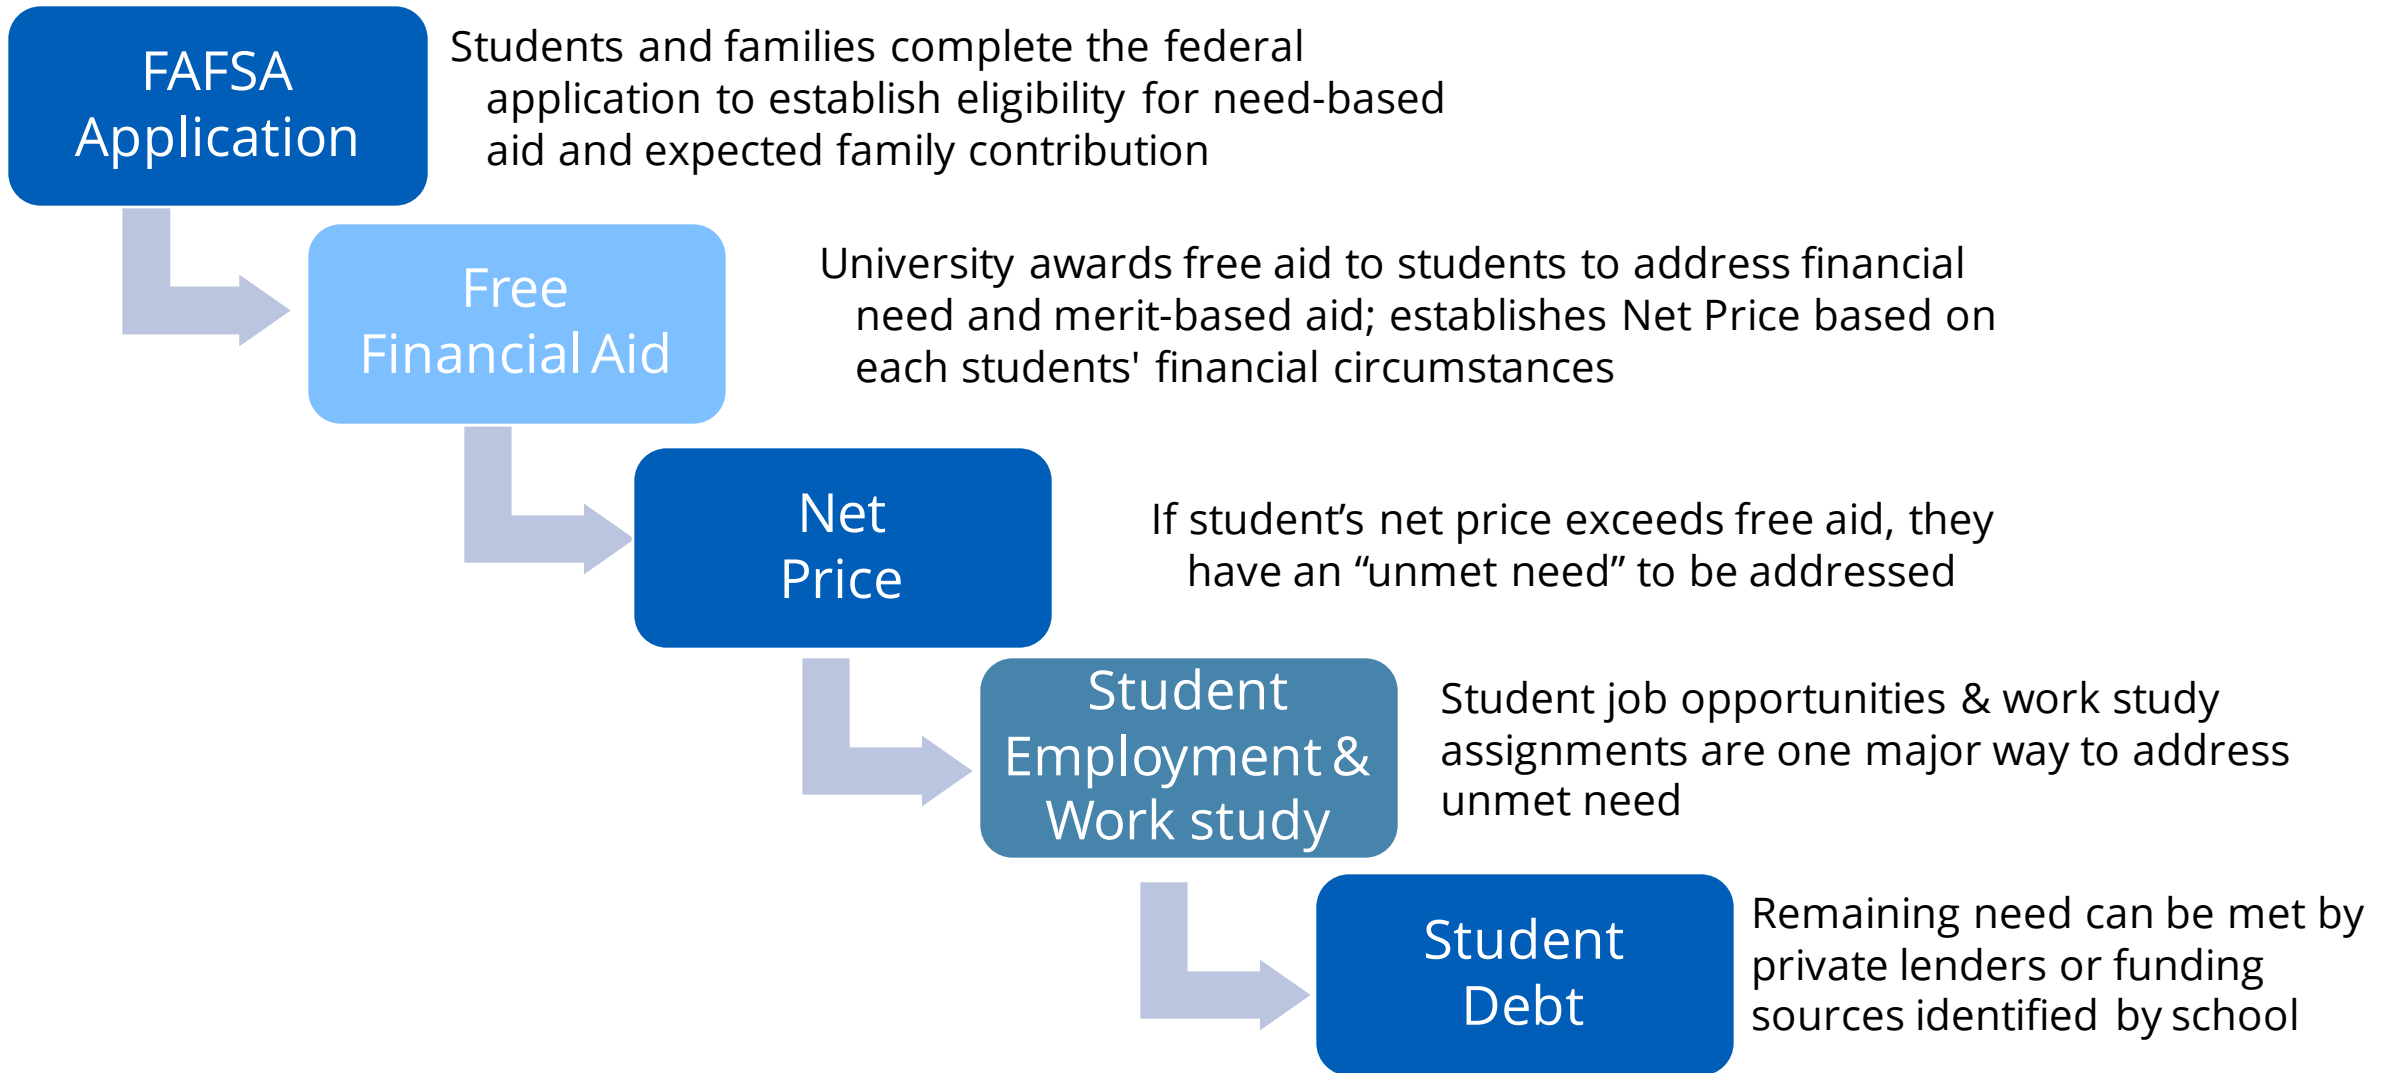 FAFSA
Application
Students and families complete the federal
application to establish eligibility for need-based
aid and expected family contribution
Free
Financial Aid
University awards free aid to students to address financial
need and merit-based aid; establishes Net Price based on
each students' financial circumstances
Net
Price
If student’s net price exceeds free aid, they
have an “unmet need” to be addressed
Student
Employment &
Work study
Student job opportunities & work study
assignments are one major way to address
unmet need
Student
Debt
Remaining need can be met by
private lenders or funding
sources identified by school